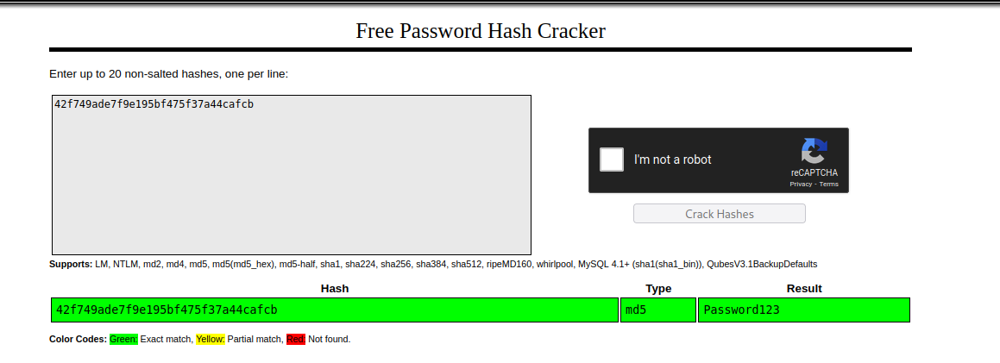 Free Password Hash Cracker
Enter up to 20 non-salted hashes, one per line:
42f749ade7f9e195bf475f37a44cafcb
I'm not a robot
reCAPTCHA
Privacy - Terms
Crack Hashes
Supports: LM, NTLM, md2, md4, md5, md5(md5_hex), md5-half, sha1, sha224, sha256, sha384, sha512, ripeMD160, whirlpool, MySQL 4.1+ (sha1(sha1_bin)), QubesV3.1BackupDefaults
Hash Type Result
42f749ade7f9e195bf475f37a44cafcb md5 Password123
Color Codes: Green: Exact match, Yellow: Partial match, Red: Not found.